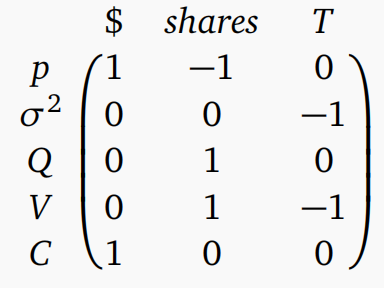 $ shares T
p 1 −1 0
σ² 0 0 −1
Q 0 1 0
V 0 1 −1
C 1 0 0